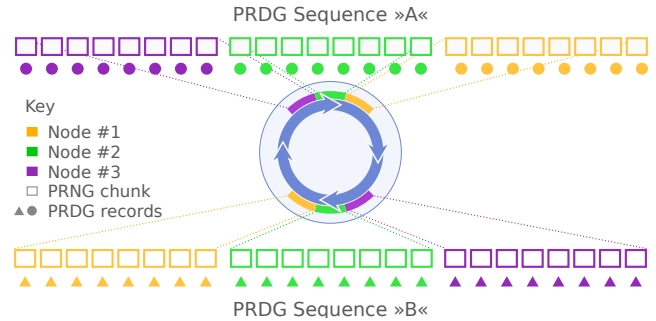 PRDG Sequence »A«
Key
Node #1
Node #2
Node #3
PRNG chunk
PRDG records
PRDG Sequence »B«